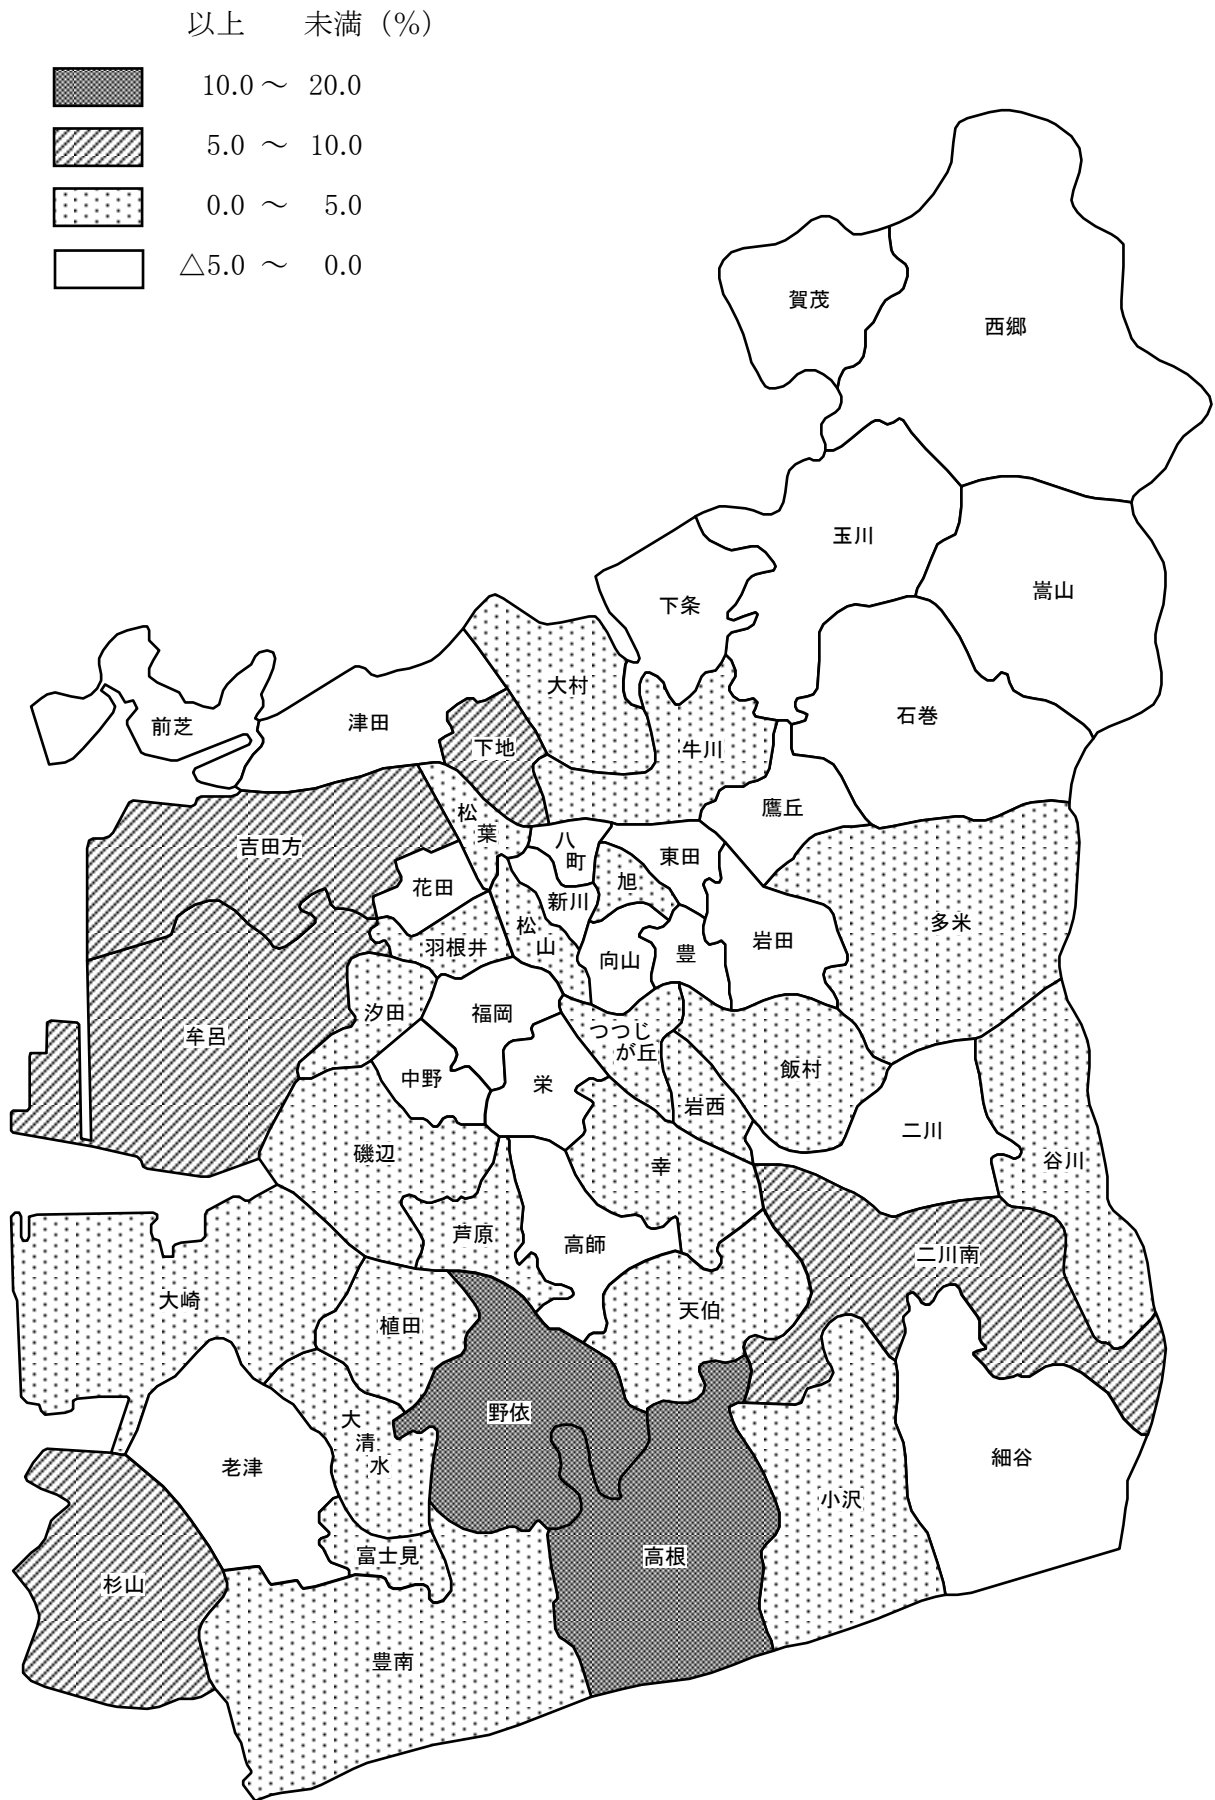 以上 未満 (%)
10.0 ～ 20.0
5.0 ～ 10.0
0.0 ～ 5.0
△5.0 ～ 0.0
賀茂
西郷
玉川
嵩山
下条
大村
石巻
前芝
津田
下地
牛川
鷹丘
松葉
八町
東田
吉田方
花田
旭
新川
多米
羽根井
松山
向山
豊
岩田
汐田
福岡
つつじ
が丘
牟呂
中野
栄
飯村
岩西
二川
磯辺
幸
谷川
芦原
高師
二川南
大崎
植田
天伯
野依
大清水
老津
細谷
小沢
富士見
高根
杉山
豊南